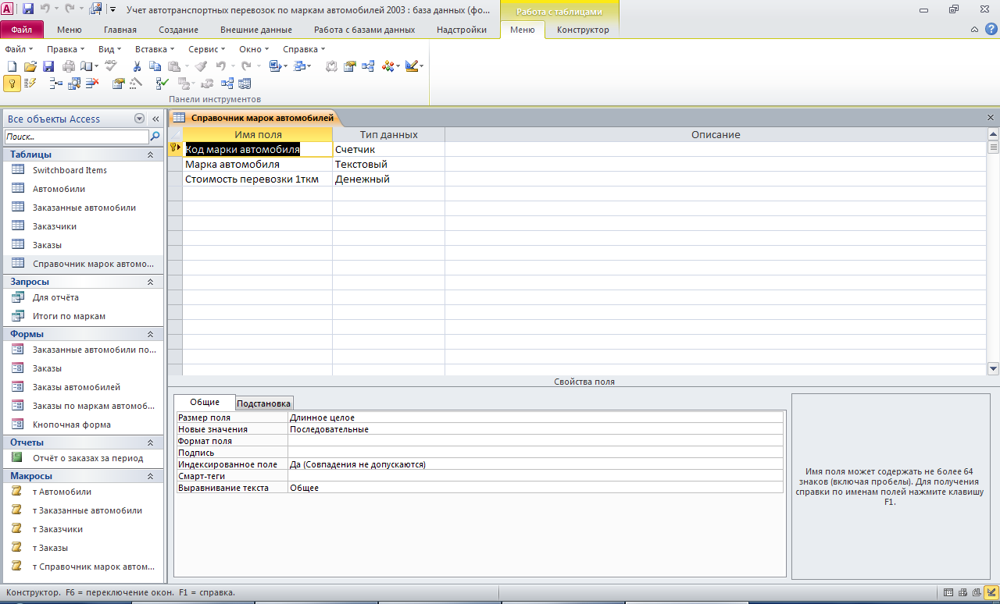 Учет автотранспортных перевозок по маркам автомобилей 2003 : база данных (фо...
Работа с таблицами
Файл Меню Главная Создание Внешние данные Работа с базами данных Надстройки Меню Конструктор
Файл Правка Вид Вставка Сервис Окно Справка
Панели инструментов
Все объекты Access
Поиск...
Таблицы
Switchboard Items
Автомобили
Заказанные автомобили
Заказчики
Заказы
Справочник марок автомо...
Запросы
Для отчёта
Итоги по маркам
Формы
Заказанные автомобили по...
Заказы
Заказы автомобилей
Заказы по маркам автомоб...
Кнопочная форма
Отчеты
Отчёт о заказах за период
Макросы
т Автомобили
т Заказанные автомобили
т Заказчики
т Заказы
т Справочник марок автом...
Справочник марок автомобилей
Имя поля Тип данных Описание
Код марки автомобиля Счетчик
Марка автомобиля Текстовый
Стоимость перевозки 1ткм Денежный
Свойства поля
Общие Подстановка
Размер поля Длинное целое
Новые значения Последовательные
Формат поля
Подпись
Индексированное поле Да (Совпадения не допускаются)
Смарт-теги
Выравнивание текста Общее
Имя поля может содержать не более 64
знаков (включая пробелы). Для получения
справки по именам полей нажмите клавишу
F1.
Конструктор. F6 = переключение окон. F1 = справка.